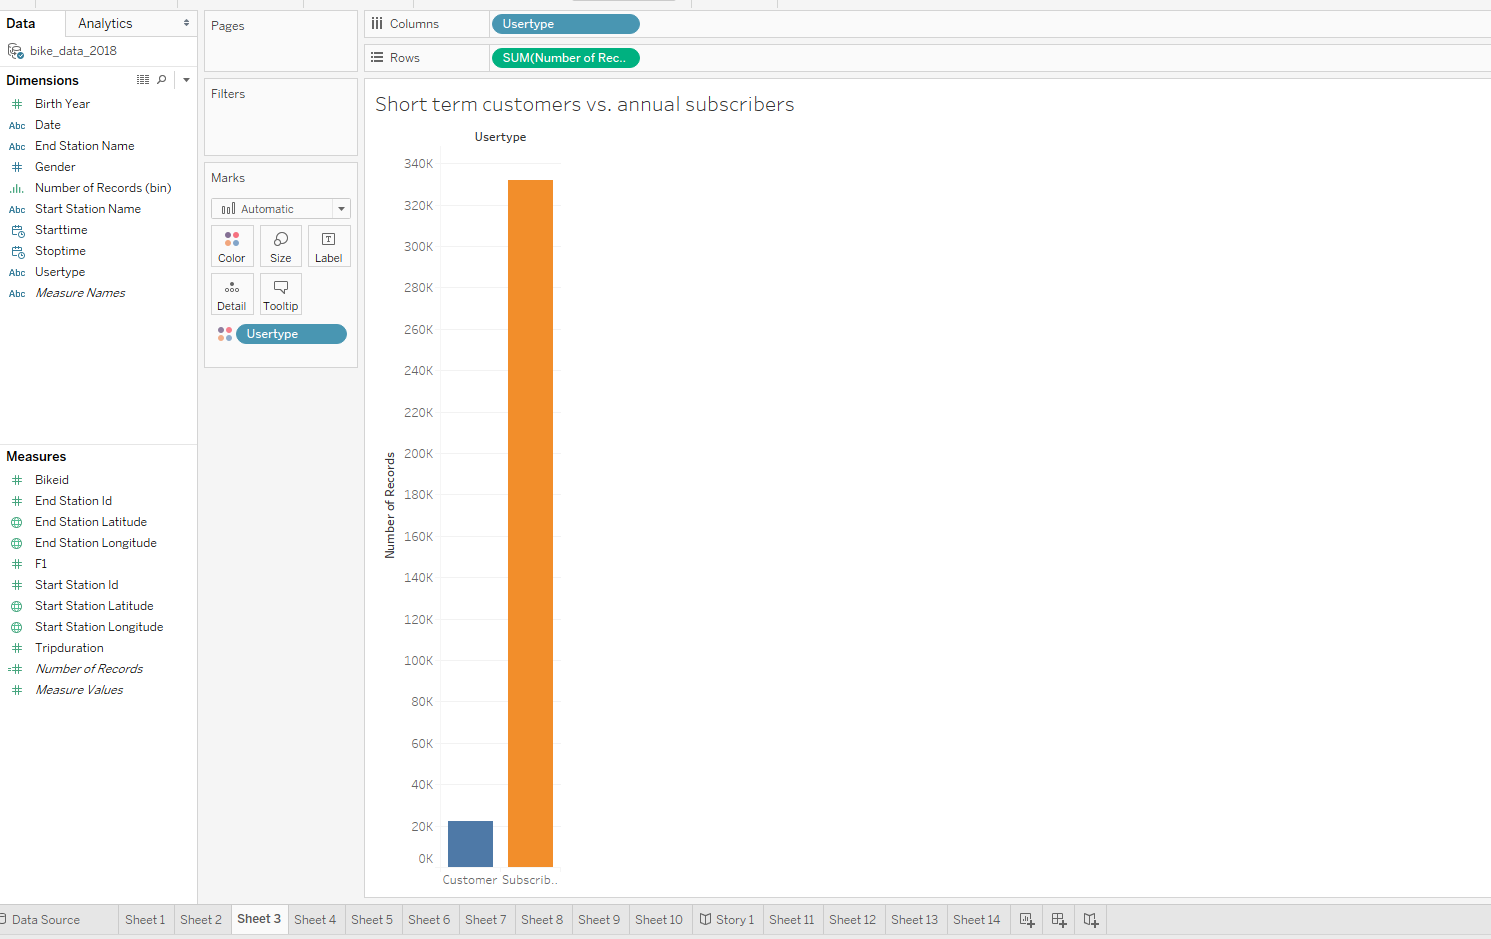 Data
Analytics
bike_data_2018
Dimensions
Birth Year
Abc Date
Abc End Station Name
Gender
Number of Records (bin)
Abc Start Station Name
Starttime
Stoptime
Abc Usertype
Abc Measure Names
Measures
Bikeid
End Station Id
End Station Latitude
End Station Longitude
F1
Start Station Id
Start Station Latitude
Start Station Longitude
Tripduration
Number of Records
Measure Values
Pages
Filters
Marks
Automatic
Color
Size
T
Label
Detail
Tooltip
Usertype
Columns
Usertype
Rows
SUM(Number of Rec..
Short term customers vs. annual subscribers
Usertype
340K
320K
300K
280K
260K
240K
220K
200K
180K
160K
140K
120K
100K
80K
60K
40K
20K
0K
Number of Records
Customer
Subscrib..
Data Source
Sheet 1
Sheet 2
Sheet 3
Sheet 4
Sheet 5
Sheet 6
Sheet 7
Sheet 8
Sheet 9
Sheet 10
Story 1
Sheet 11
Sheet 12
Sheet 13
Sheet 14